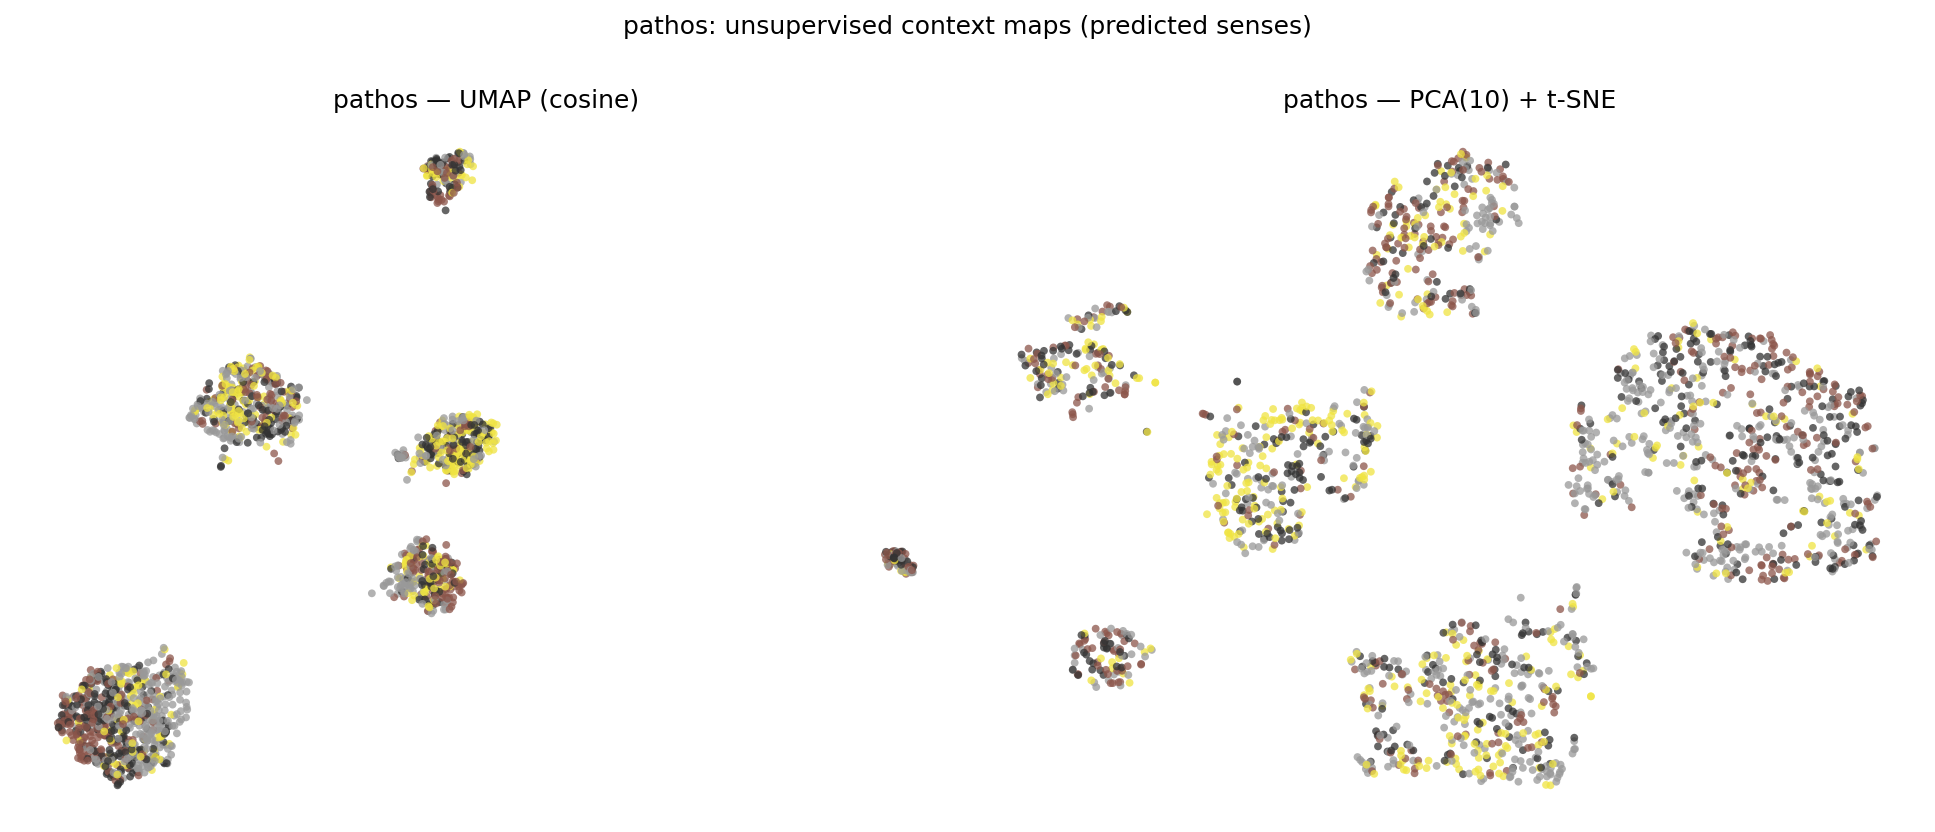 pathos: unsupervised context maps (predicted senses)
pathos — UMAP (cosine)
pathos — PCA(10) + t-SNE